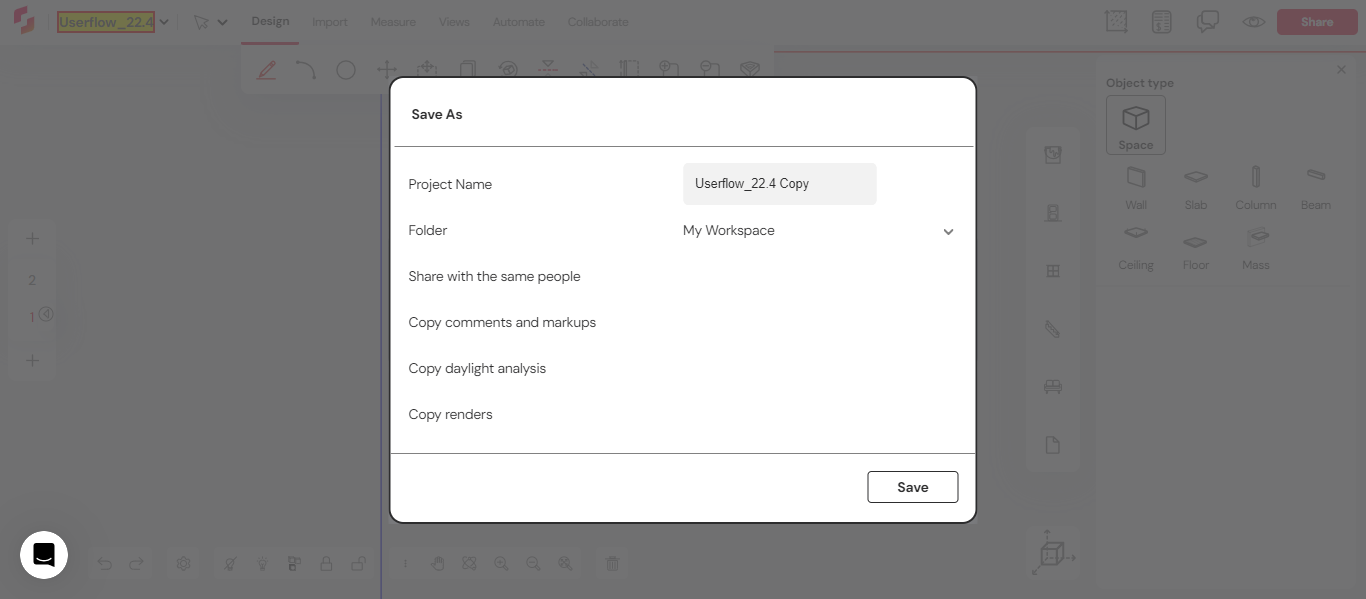 Userflow_22.4
Design
Import
Measure
Views
Automate
Collaborate
Share
Object type
Space
Wall
Slab
Column
Beam
Ceiling
Floor
Mass
2
1
Save As
Project Name
Userflow_22.4 Copy
Folder
My Workspace
Share with the same people
Copy comments and markups
Copy daylight analysis
Copy renders
Save